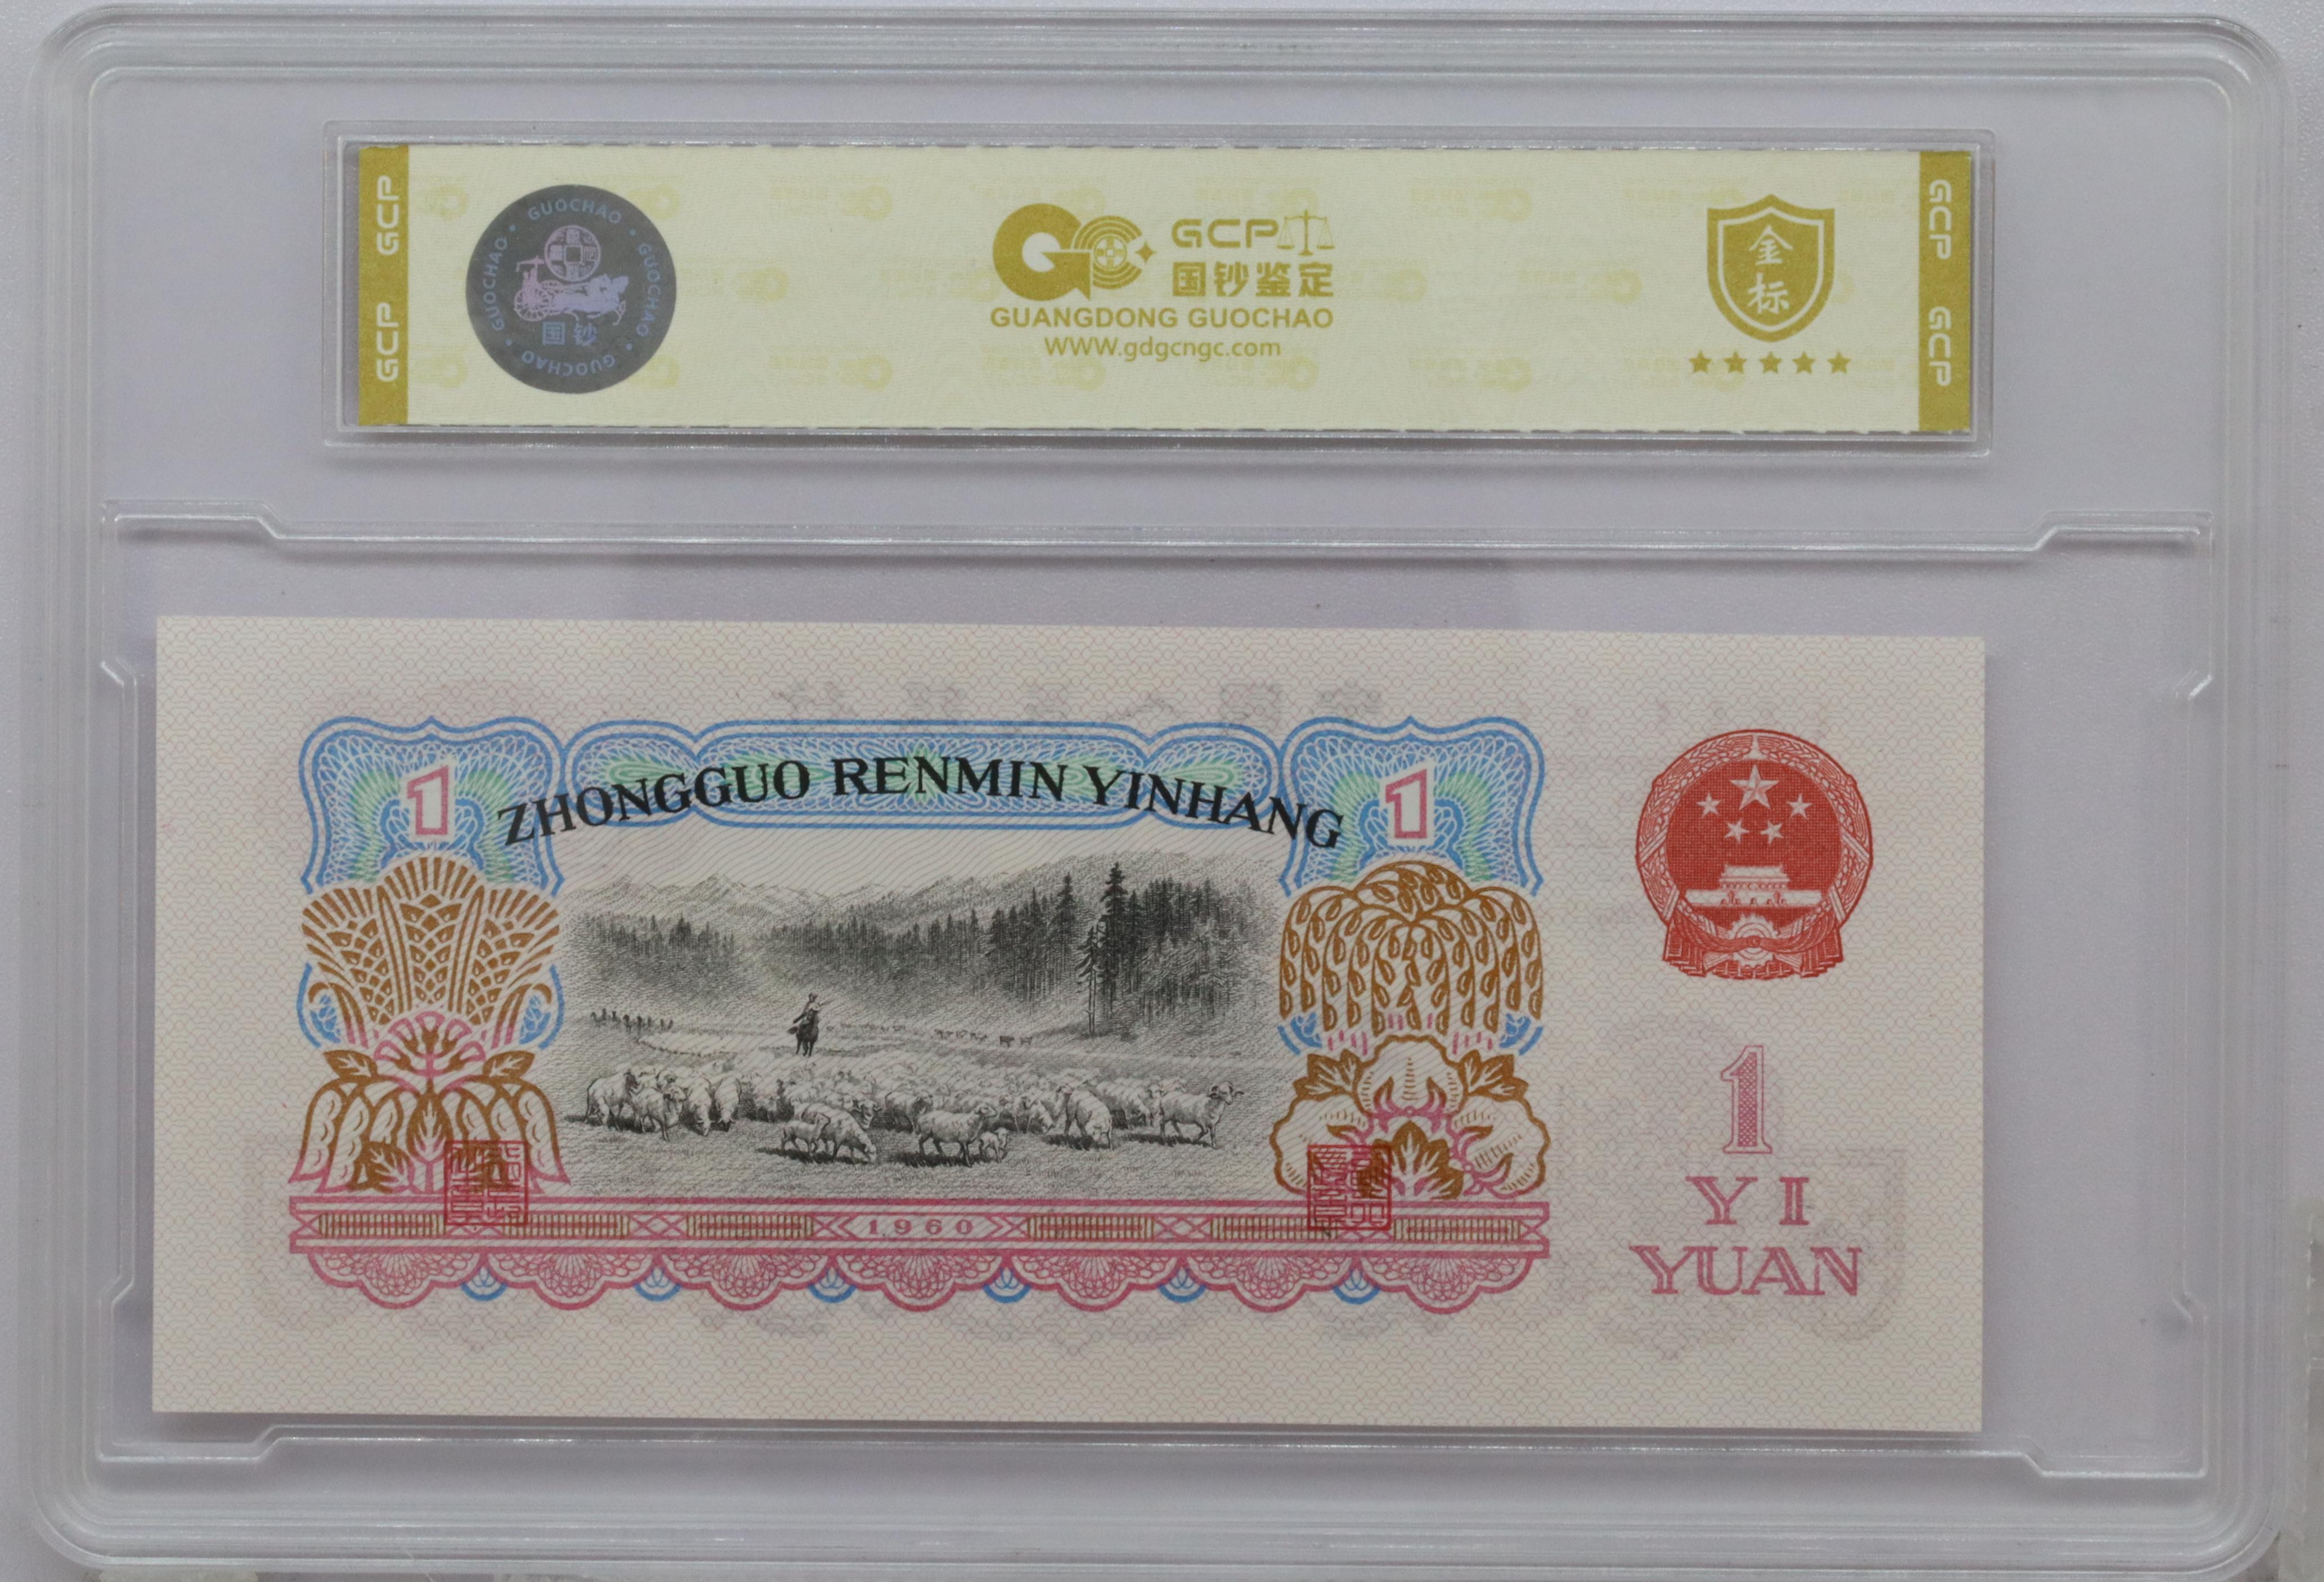 GCP GCP
GUOCHAO · GUOCHAO · GUOCHAO · GUOCHAO ·
国钞
GC
GCP
国钞鉴定
GUANGDONG GUOCHAO
WWW.gdgcngc.com
金
标
GCP GCP
ZHONGGUO RENMIN YINHANG
1
1
1960
1
YI
YUAN